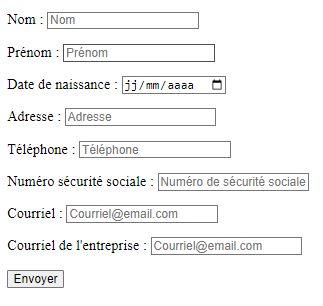 Nom : Nom
Prénom : Prénom
Date de naissance : jj/mm/aaaa
Adresse : Adresse
Téléphone : Téléphone
Numéro sécurité sociale : Numéro de sécurité sociale
Courriel : Courriel@email.com
Courriel de l'entreprise : Courriel@email.com
Envoyer